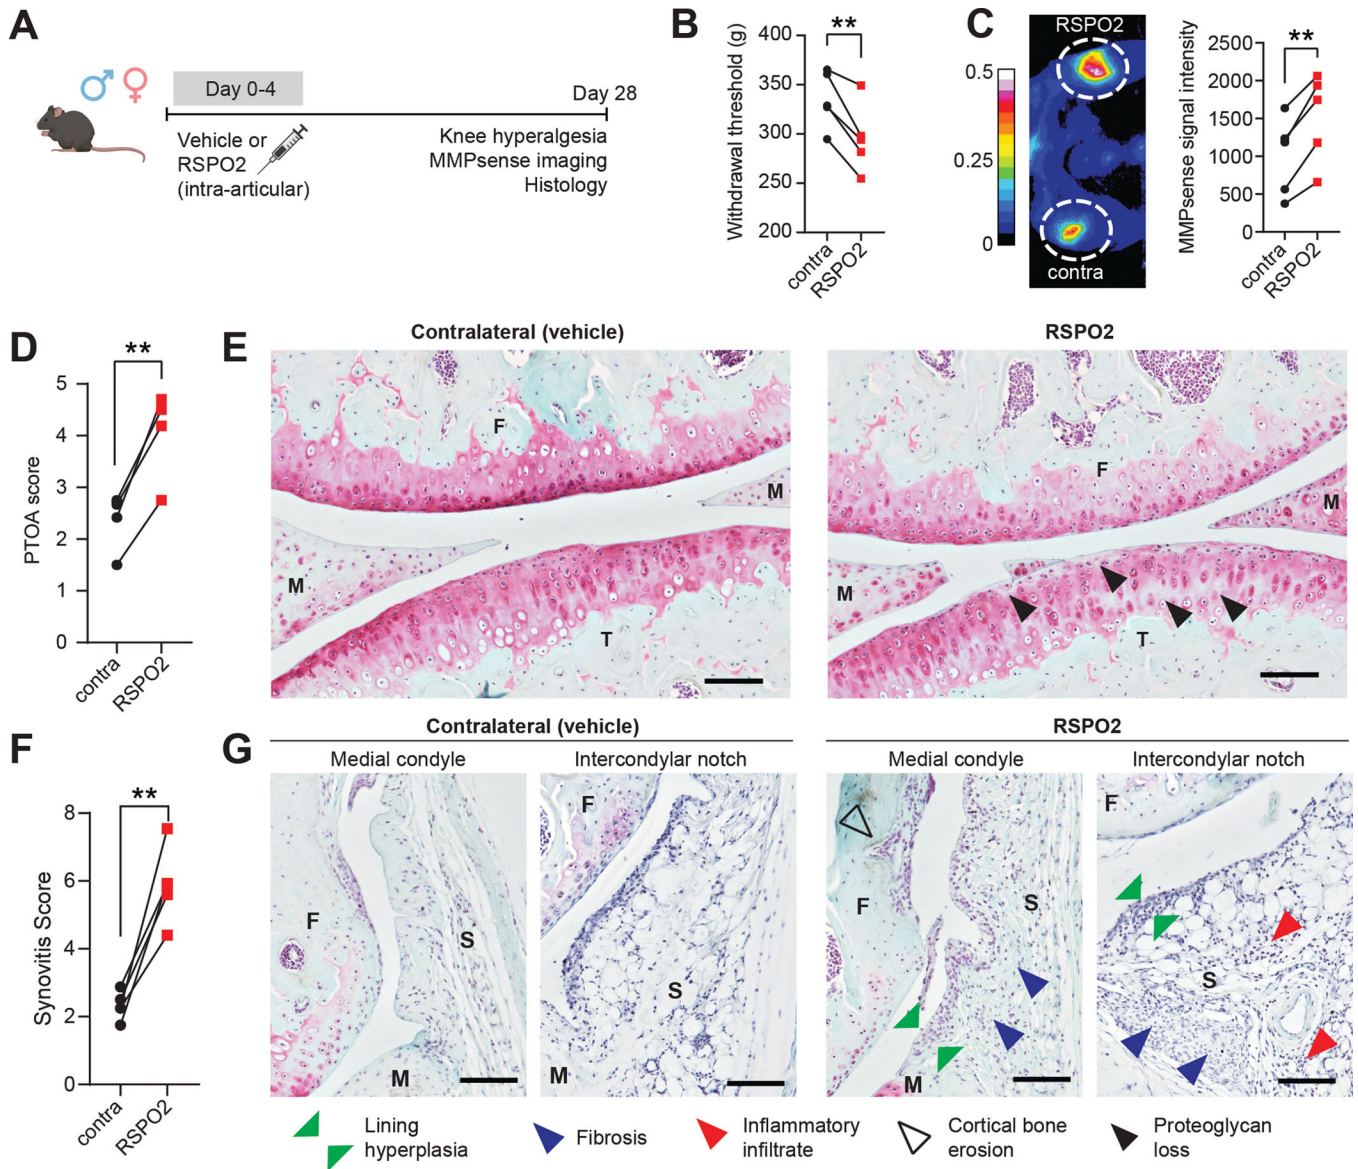 A
Day 0-4
Day 28
Vehicle or
RSPO2
(intra-articular)
Knee hyperalgesia
MMPsense imaging
Histology
B
Withdrawal threshold (g)
400
350
300
250
200
**
contra
RSPO2
C
0.5
0.25
0
RSPO2
contra
MMPsense signal intensity
2500
2000
1500
1000
500
0
**
contra
RSPO2
D
PTOA score
5
4
3
2
1
0
**
contra
RSPO2
E
Contralateral (vehicle)
F
M
M
T
RSPO2
F
M
M
T
F
Synovitis Score
8
6
4
2
0
**
contra
RSPO2
G
Contralateral (vehicle)
Medial condyle
Intercondylar notch
F
S
M
F
S
M
RSPO2
Medial condyle
Intercondylar notch
F
S
M
F
S
Lining
hyperplasia
Fibrosis
Inflammatory
infiltrate
Cortical bone
erosion
Proteoglycan
loss